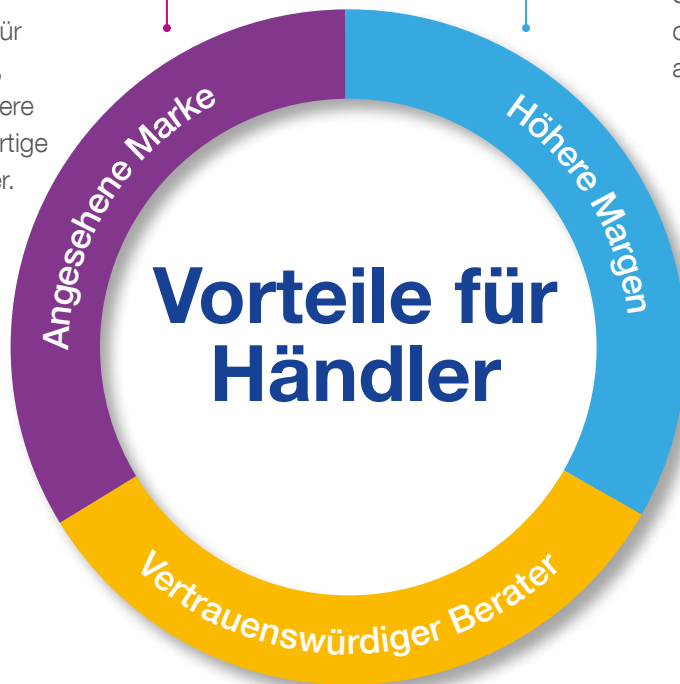 Angesehene Marke
Höhere Margen
Vorteile für
Händler
Vertrauenswürdiger Berater